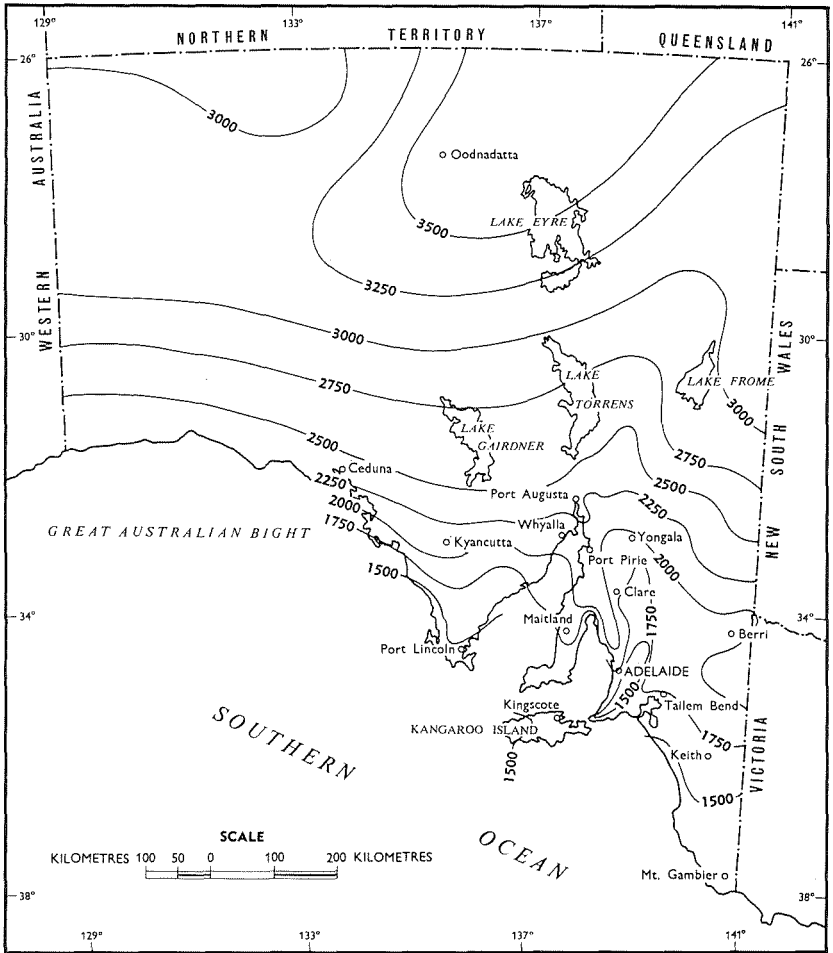 129° 133° 137° 141°
NORTHERN TERRITORY QUEENSLAND
26° 26°
3000
WESTERN AUSTRALIA
Oodnadatta
LAKE EYRE
3500
3250
3000
30° 30°
2750
LAKE TORRENS
LAKE FROME
3000
NEW SOUTH WALES
LAKE GAIRDNER
2500
2750
Ceduna
2500
2250
Port Augusta
2250
2000
GREAT AUSTRALIAN BIGHT
1750
Whyalla
Kyancutta
Yongala
Port Pirie
2000
1500
Clare
34° 34°
Maitland
1750
Berri
Port Lincoln
ADELAIDE
1500
Kingscote
Tailem Bend
KANGAROO ISLAND
1500
1750
Keith
VICTORIA
1500
SOUTHERN OCEAN
SCALE
KILOMETRES 100 50 0 100 200 KILOMETRES
Mt. Gambier
38° 38°
129° 133° 137° 141°